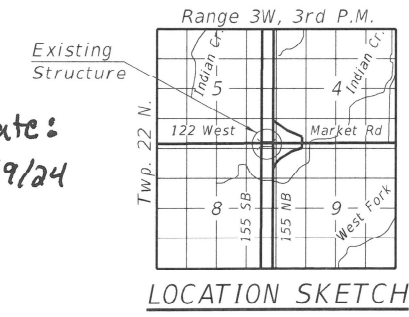 Range 3W, 3rd P.M.
Existing
Structure
Indian Cr.
Indian Cr.
5
4
122 West
Market Rd
Twp. 22 N.
8
155 SB
155 NB
9
West Fork
9/24
LOCATION SKETCH